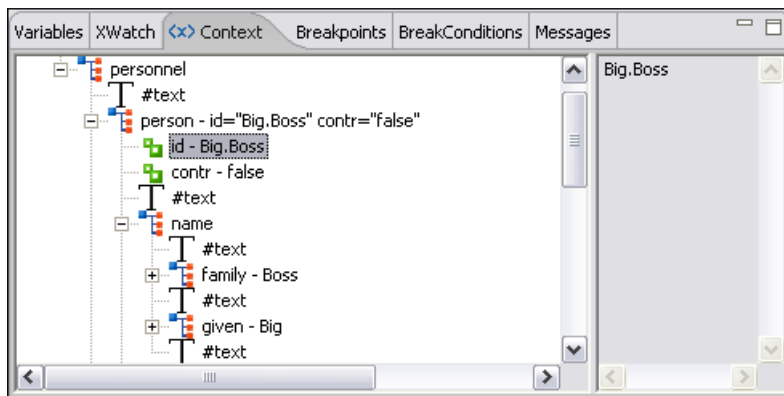 Variables XWatch <x> Context Breakpoints BreakConditions Messages
personnel
#text
person - id="Big.Boss" contr="false"
id - Big.Boss
contr - false
#text
name
#text
family - Boss
#text
given - Big
#text
Big.Boss